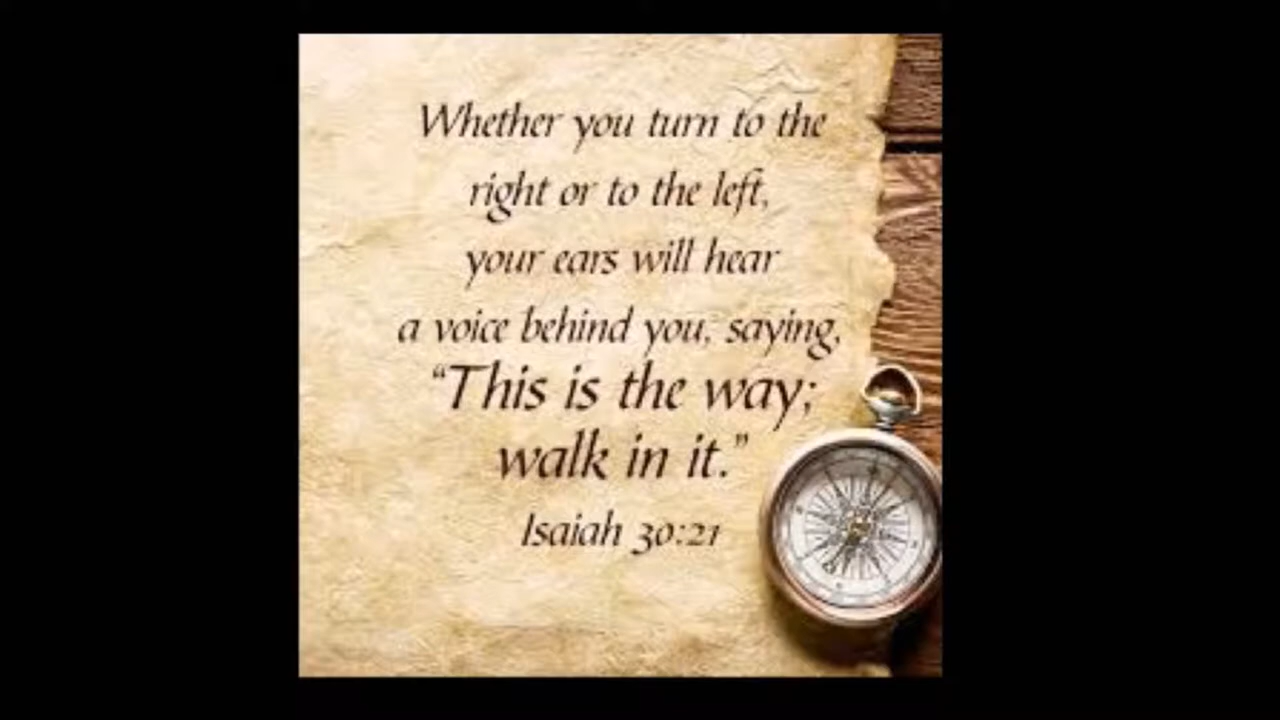 Whether you turn to the
right or to the left,
your ears will hear
a voice behind you, saying,
“This is the way;
walk in it.”
Isaiah 30:21